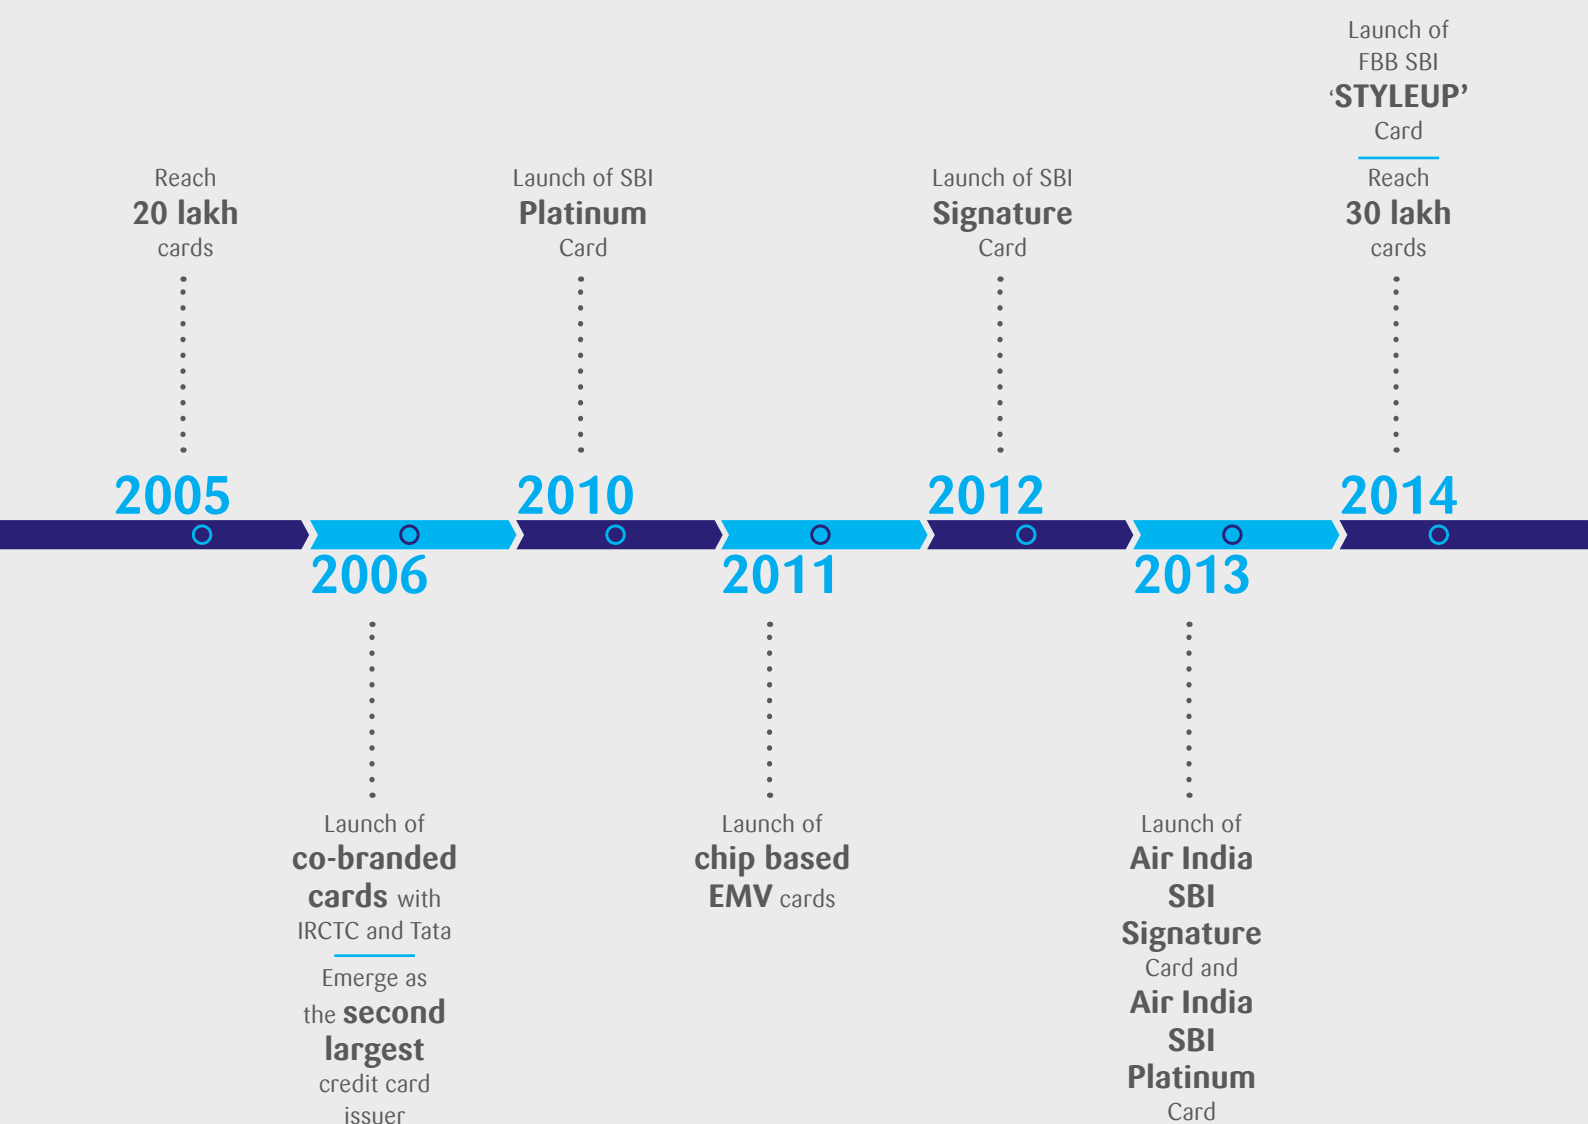 Launch of
FBB SBI
‘STYLEUP’
Card
Reach
30 lakh
cards
Reach
20 lakh
cards
Launch of SBI
Platinum
Card
Launch of SBI
Signature
Card
2005
2010
2012
2014
2006
2011
2013
Launch of
co-branded
cards with
IRCTC and Tata
Emerge as
the second
largest
credit card
issuer
Launch of
chip based
EMV cards
Launch of
Air India
SBI
Signature
Card and
Air India
SBI
Platinum
Card